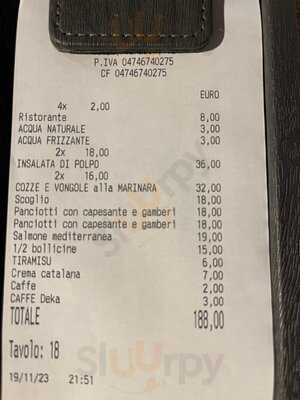 P.IVA 04746740275
CF 04746740275
EURO
4x 2,00
Ristorante 8,00
ACQUA NATURALE 3,00
ACQUA FRIZZANTE 3,00
2x 18,00
INSALATA DI POLPO 36,00
2x 16,00
COZZE E VONGOLE alla MARINARA 32,00
Scoglio 18,00
Panciotti con capesante e gamberi 18,00
Panciotti con capesante e gamberi 18,00
Salmone mediterranea 19,00
1/2 bollicine 15,00
TIRAMISU 6,00
Crema catalana 7,00
Caffe 2,00
CAFFE Deka 3,00
TOTALE 188,00
Tavolo: 18
19/11/23 21:51
Sluurpy